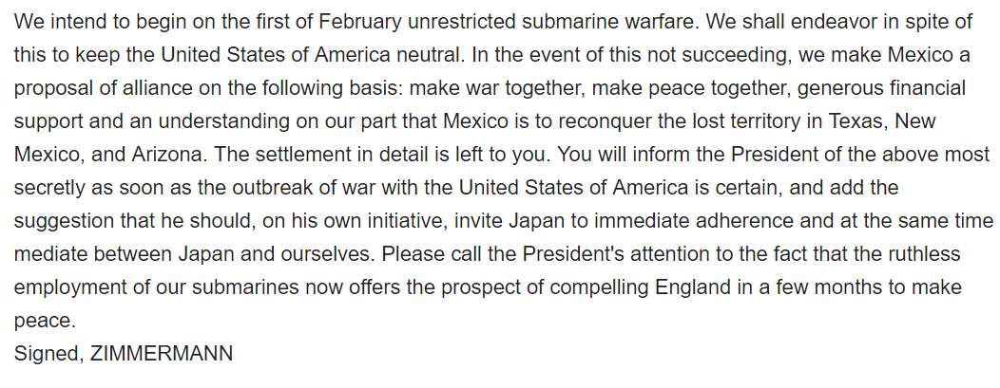 We intend to begin on the first of February unrestricted submarine warfare. We shall endeavor in spite of
this to keep the United States of America neutral. In the event of this not succeeding, we make Mexico a
proposal of alliance on the following basis: make war together, make peace together, generous financial
support and an understanding on our part that Mexico is to reconquer the lost territory in Texas, New
Mexico, and Arizona. The settlement in detail is left to you. You will inform the President of the above most
secretly as soon as the outbreak of war with the United States of America is certain, and add the
suggestion that he should, on his own initiative, invite Japan to immediate adherence and at the same time
mediate between Japan and ourselves. Please call the President's attention to the fact that the ruthless
employment of our submarines now offers the prospect of compelling England in a few months to make
peace.
Signed, ZIMMERMANN